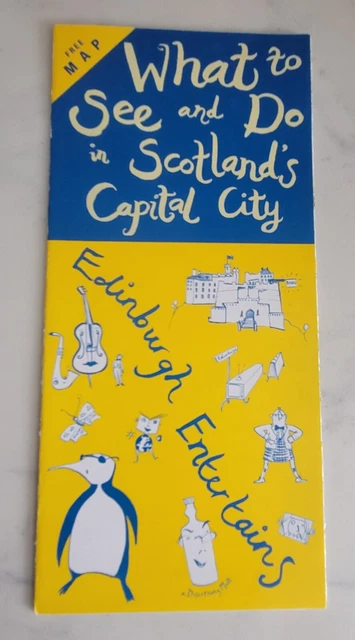 FREE
MAP
What to
See and Do
in Scotland's
Capital City
Edinburgh
Entertains